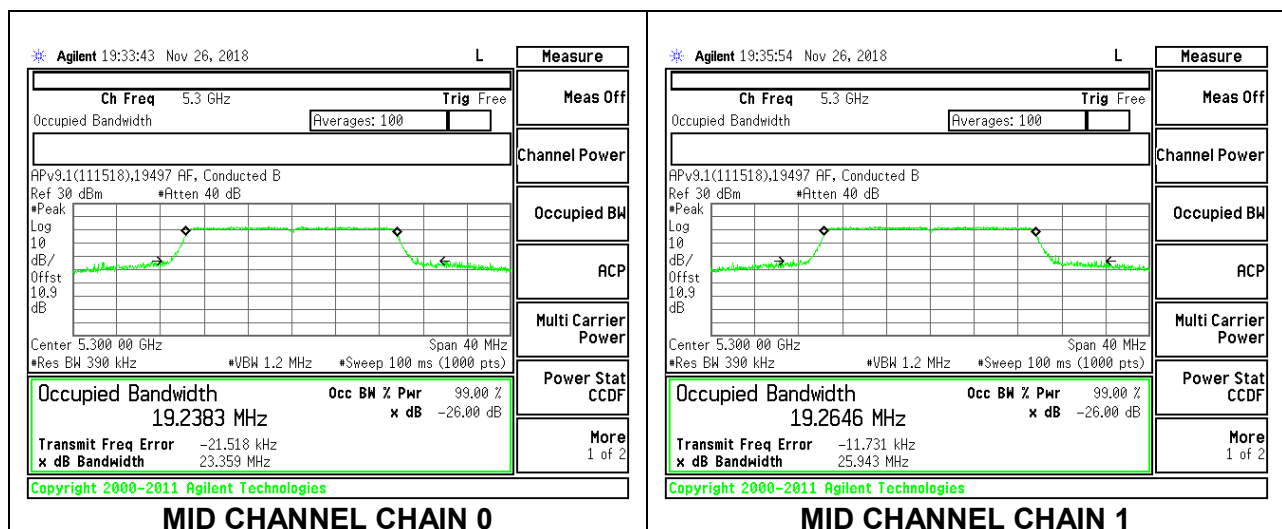 Agilent 19:33:43 Nov 26, 2018 L
Measure
Ch Freq 5.3 GHz Trig Free
Occupied Bandwidth Averages: 100
APv9.1(111518),19497 AF, Conducted B
Ref 30 dBm #Atten 40 dB
#Peak
Log
10
dB/
Offst
10.9
dB
Center 5.300 00 GHz Span 40 MHz
#Res BW 390 kHz #VBW 1.2 MHz #Sweep 100 ms (1000 pts)
Occupied Bandwidth Occ BW % Pwr 99.00 %
19.2383 MHz x dB -26.00 dB
Transmit Freq Error -21.518 kHz
x dB Bandwidth 23.359 MHz
Copyright 2000-2011 Agilent Technologies
Meas Off
Channel Power
Occupied BW
ACP
Multi Carrier
Power
Power Stat
CCDF
More
1 of 2
MID CHANNEL CHAIN 0
Agilent 19:35:54 Nov 26, 2018 L
Measure
Ch Freq 5.3 GHz Trig Free
Occupied Bandwidth Averages: 100
APv9.1(111518),19497 AF, Conducted B
Ref 30 dBm #Atten 40 dB
#Peak
Log
10
dB/
Offst
10.9
dB
Center 5.300 00 GHz Span 40 MHz
#Res BW 390 kHz #VBW 1.2 MHz #Sweep 100 ms (1000 pts)
Occupied Bandwidth Occ BW % Pwr 99.00 %
19.2646 MHz x dB -26.00 dB
Transmit Freq Error -11.731 kHz
x dB Bandwidth 25.943 MHz
Copyright 2000-2011 Agilent Technologies
Meas Off
Channel Power
Occupied BW
ACP
Multi Carrier
Power
Power Stat
CCDF
More
1 of 2
MID CHANNEL CHAIN 1